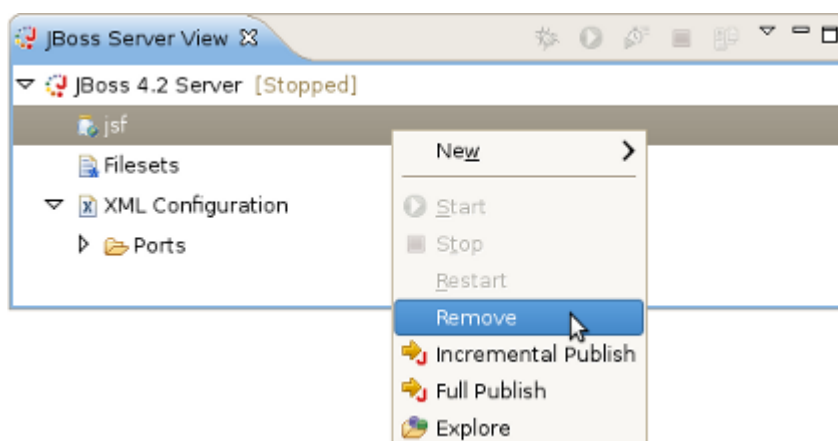 JBoss Server View
JBoss 4.2 Server [Stopped]
jsf
Filesets
XML Configuration
Ports
New
Start
Stop
Restart
Remove
Incremental Publish
Full Publish
Explore